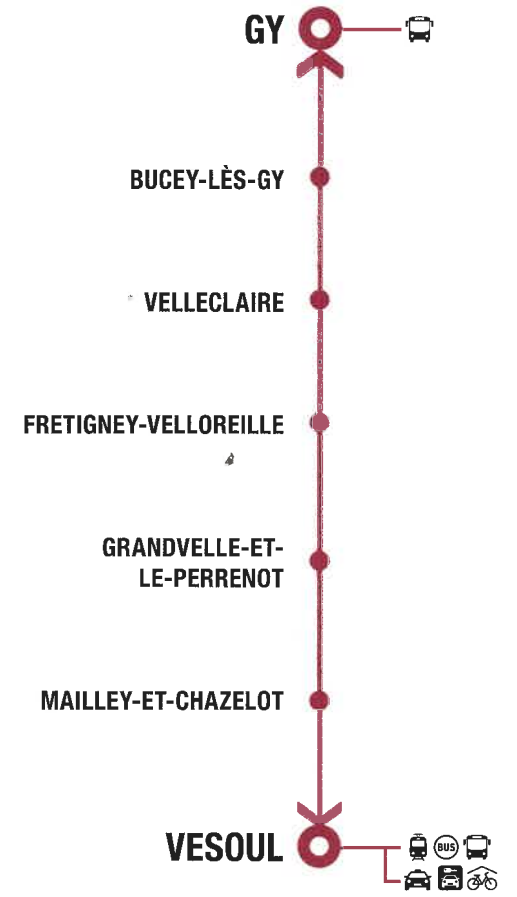 GY
BUCEY-LÈS-GY
VELLECLAIRE
FRETIGNEY-VELLOREILLE
GRANDVELLE-ET-
LE-PERRENOT
MAILLEY-ET-CHAZELOT
VESOUL
BUS